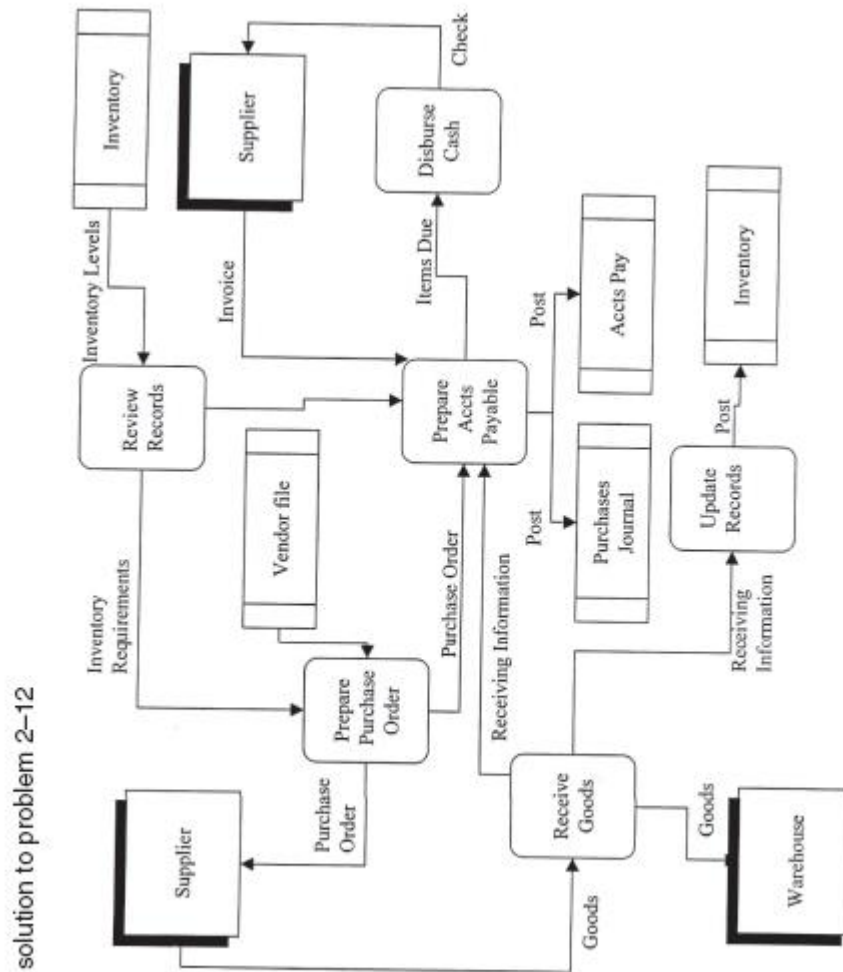 solution to problem 2–12
Supplier
Purchase
Order
Goods
Inventory
Requirements
Prepare
Purchase
Order
Vendor file
Purchase Order
Receiving Information
Receive
Goods
Goods
Warehouse
Receiving
Information
Review
Records
Inventory Levels
Inventory
Invoice
Supplier
Prepare
Accts
Payable
Items Due
Disburse
Cash
Check
Post
Purchases
Journal
Post
Accts Pay
Update
Records
Post
Inventory